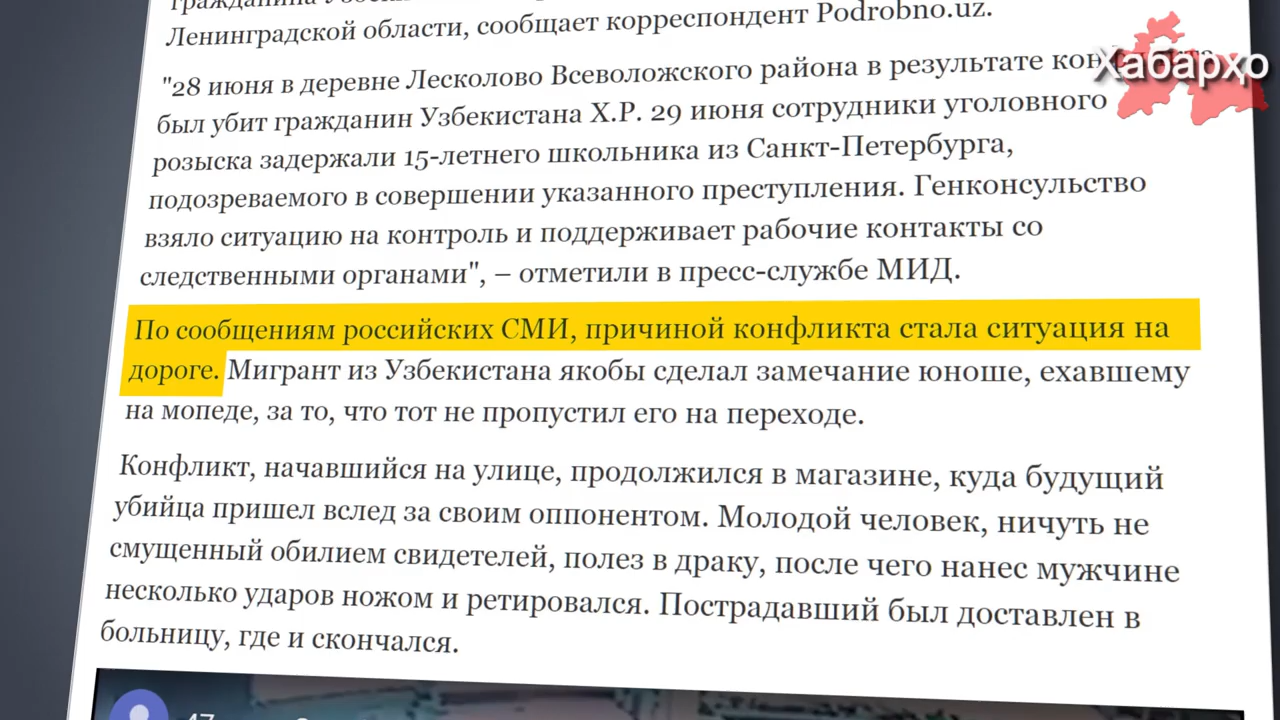 Ленинградской области, сообщает корреспондент Podrobno.uz.
Хабарҳо
"28 июня в деревне Лесколово Всеволожского района в результате
был убит гражданин Узбекистана Х.Р. 29 июня сотрудники уголовного
розыска задержали 15-летнего школьника из Санкт-Петербурга,
подозреваемого в совершении указанного преступления. Генконсульство
взяло ситуацию на контроль и поддерживает рабочие контакты со
следственными органами", – отметили в пресс-службе МИД.
По сообщениям российских СМИ, причиной конфликта стала ситуация на
дороге. Мигрант из Узбекистана якобы сделал замечание юноше, ехавшему
на мопеде, за то, что тот не пропустил его на переходе.
Конфликт, начавшийся на улице, продолжился в магазине, куда будущий
убийца пришел вслед за своим оппонентом. Молодой человек, ничуть не
смущенный обилием свидетелей, полез в драку, после чего нанес мужчине
несколько ударов ножом и ретировался. Пострадавший был доставлен в
больницу, где и скончался.